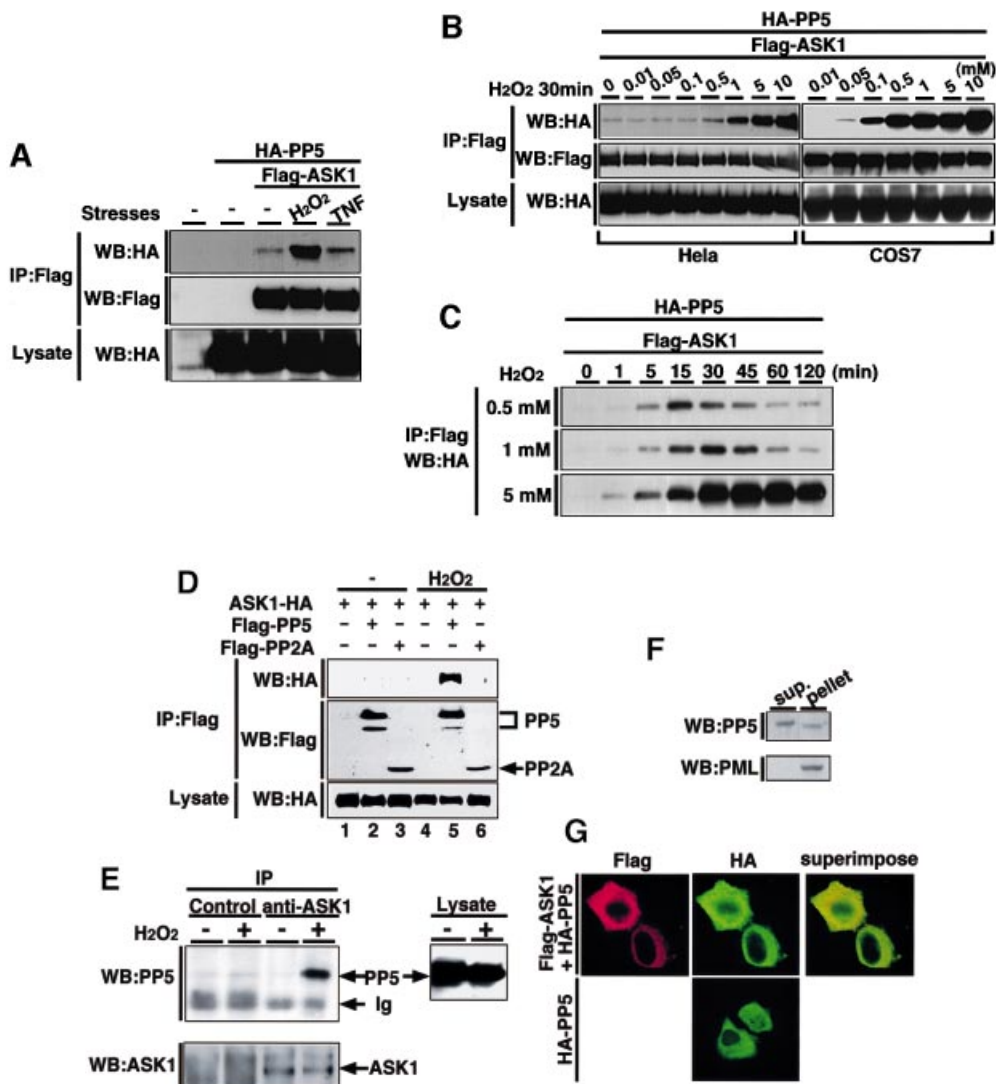 A
HA-PP5
Flag-ASK1
Stresses - - - H2O2 TNF
IP:Flag
WB:HA
WB:Flag
Lysate WB:HA
B
HA-PP5
Flag-ASK1
(mM)
H2O2 30min 0 0.01 0.05 0.1 0.5 1 5 10 0.01 0.05 0.1 0.5 1 5 10
IP:Flag
WB:HA
WB:Flag
Lysate WB:HA
Hela COS7
C
HA-PP5
Flag-ASK1
H2O2 0 1 5 15 30 45 60 120 (min)
IP:Flag
WB:HA
0.5 mM
1 mM
5 mM
D
- H2O2
ASK1-HA + + + + + +
Flag-PP5 - + - - + -
Flag-PP2A - - + - - +
IP:Flag
WB:HA
WB:Flag
PP5
PP2A
Lysate WB:HA
1 2 3 4 5 6
E
IP
Control anti-ASK1
H2O2 - + - +
WB:PP5
PP5
Ig
WB:ASK1
ASK1
Lysate
- +
F
sup. pellet
WB:PP5
WB:PML
G
Flag HA superimpose
Flag-ASK1
+ HA-PP5
HA-PP5